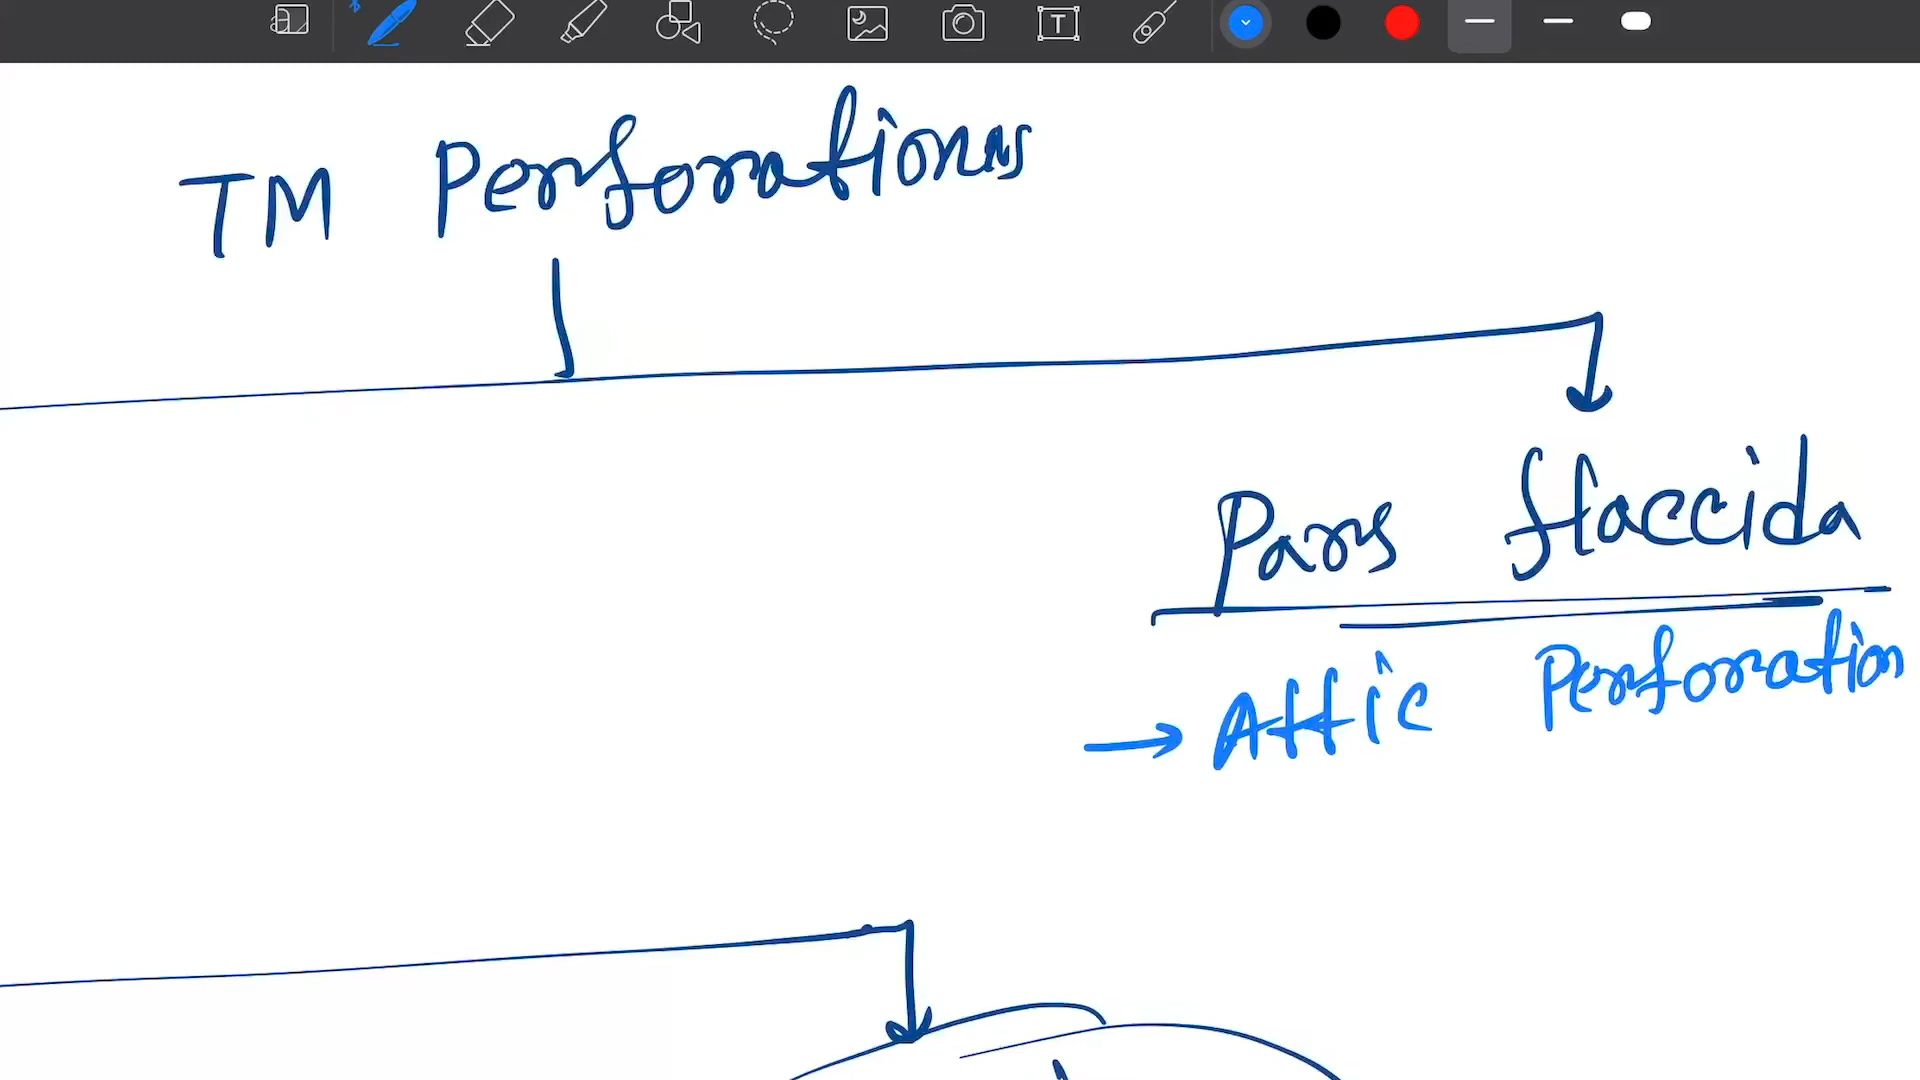 TM Perforations
Pars flaccida
→ Attic Perforation